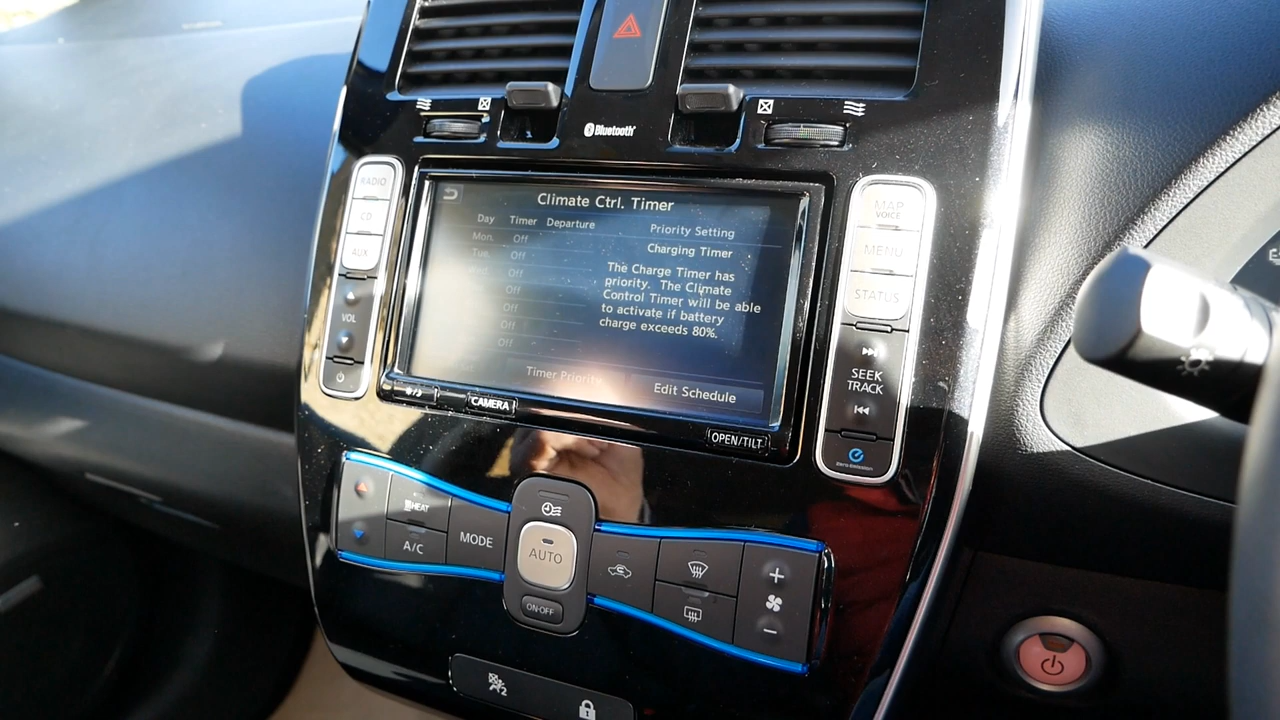 Bluetooth
RADIO
CD
AUX
VOL
Climate Ctrl. Timer
Day Timer Departure
Priority Setting
Mon. Off
Charging Timer
Tue. Off
Off
Off
Off
Off
Off
The Charge Timer has
priority. The Climate
Control Timer will be able
to activate if battery
charge exceeds 80%.
Timer Priority
Edit Schedule
CAMERA
OPEN/TILT
MAP
VOICE
MENU
STATUS
SEEK
TRACK
Zero Emission
HEAT
A/C
MODE
AUTO
ON·OFF
2